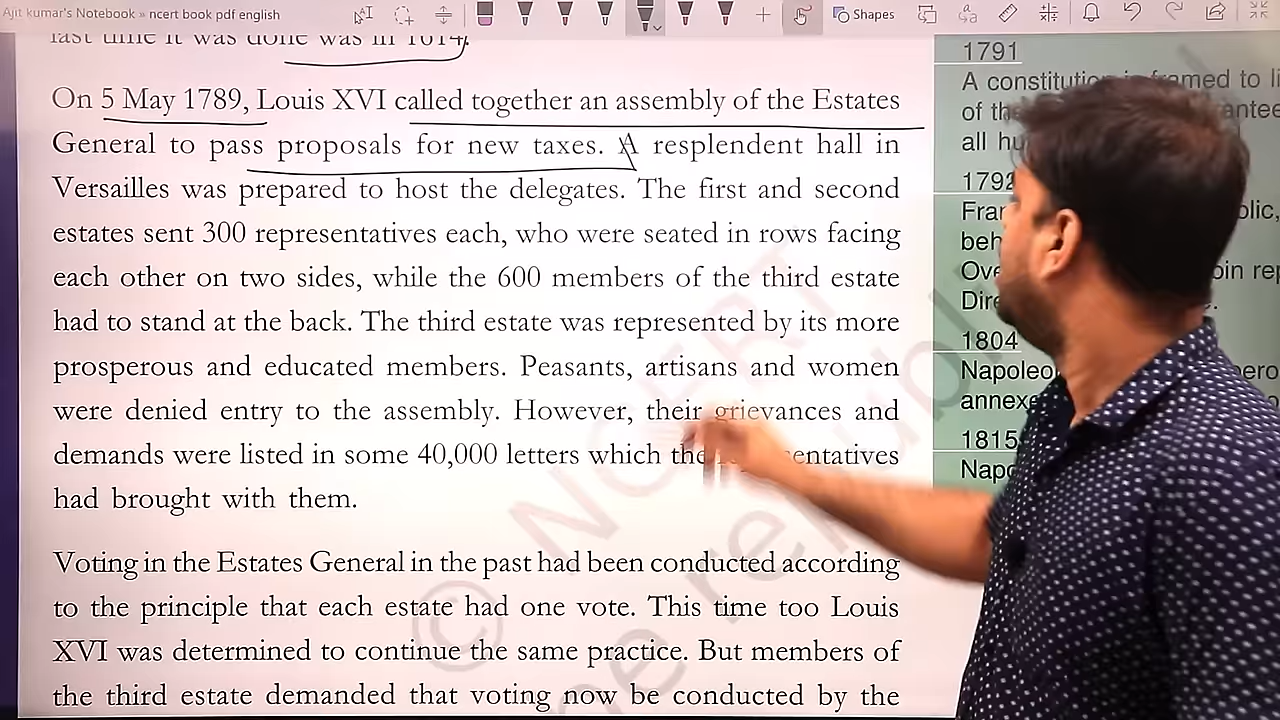 Ajit kumar's Notebook » ncert book pdf english
Shapes
last time it was done was in 1614.
On 5 May 1789, Louis XVI called together an assembly of the Estates
General to pass proposals for new taxes. A resplendent hall in
Versailles was prepared to host the delegates. The first and second
estates sent 300 representatives each, who were seated in rows facing
each other on two sides, while the 600 members of the third estate
had to stand at the back. The third estate was represented by its more
prosperous and educated members. Peasants, artisans and women
were denied entry to the assembly. However, their grievances and
demands were listed in some 40,000 letters which the
had brought with them.
Voting in the Estates General in the past had been conducted according
to the principle that each estate had one vote. This time too Louis
XVI was determined to continue the same practice. But members of
the third estate demanded that voting now be conducted by the
1791
A constitution is framed to
of the
all
1792
1804
1815
© NCERT